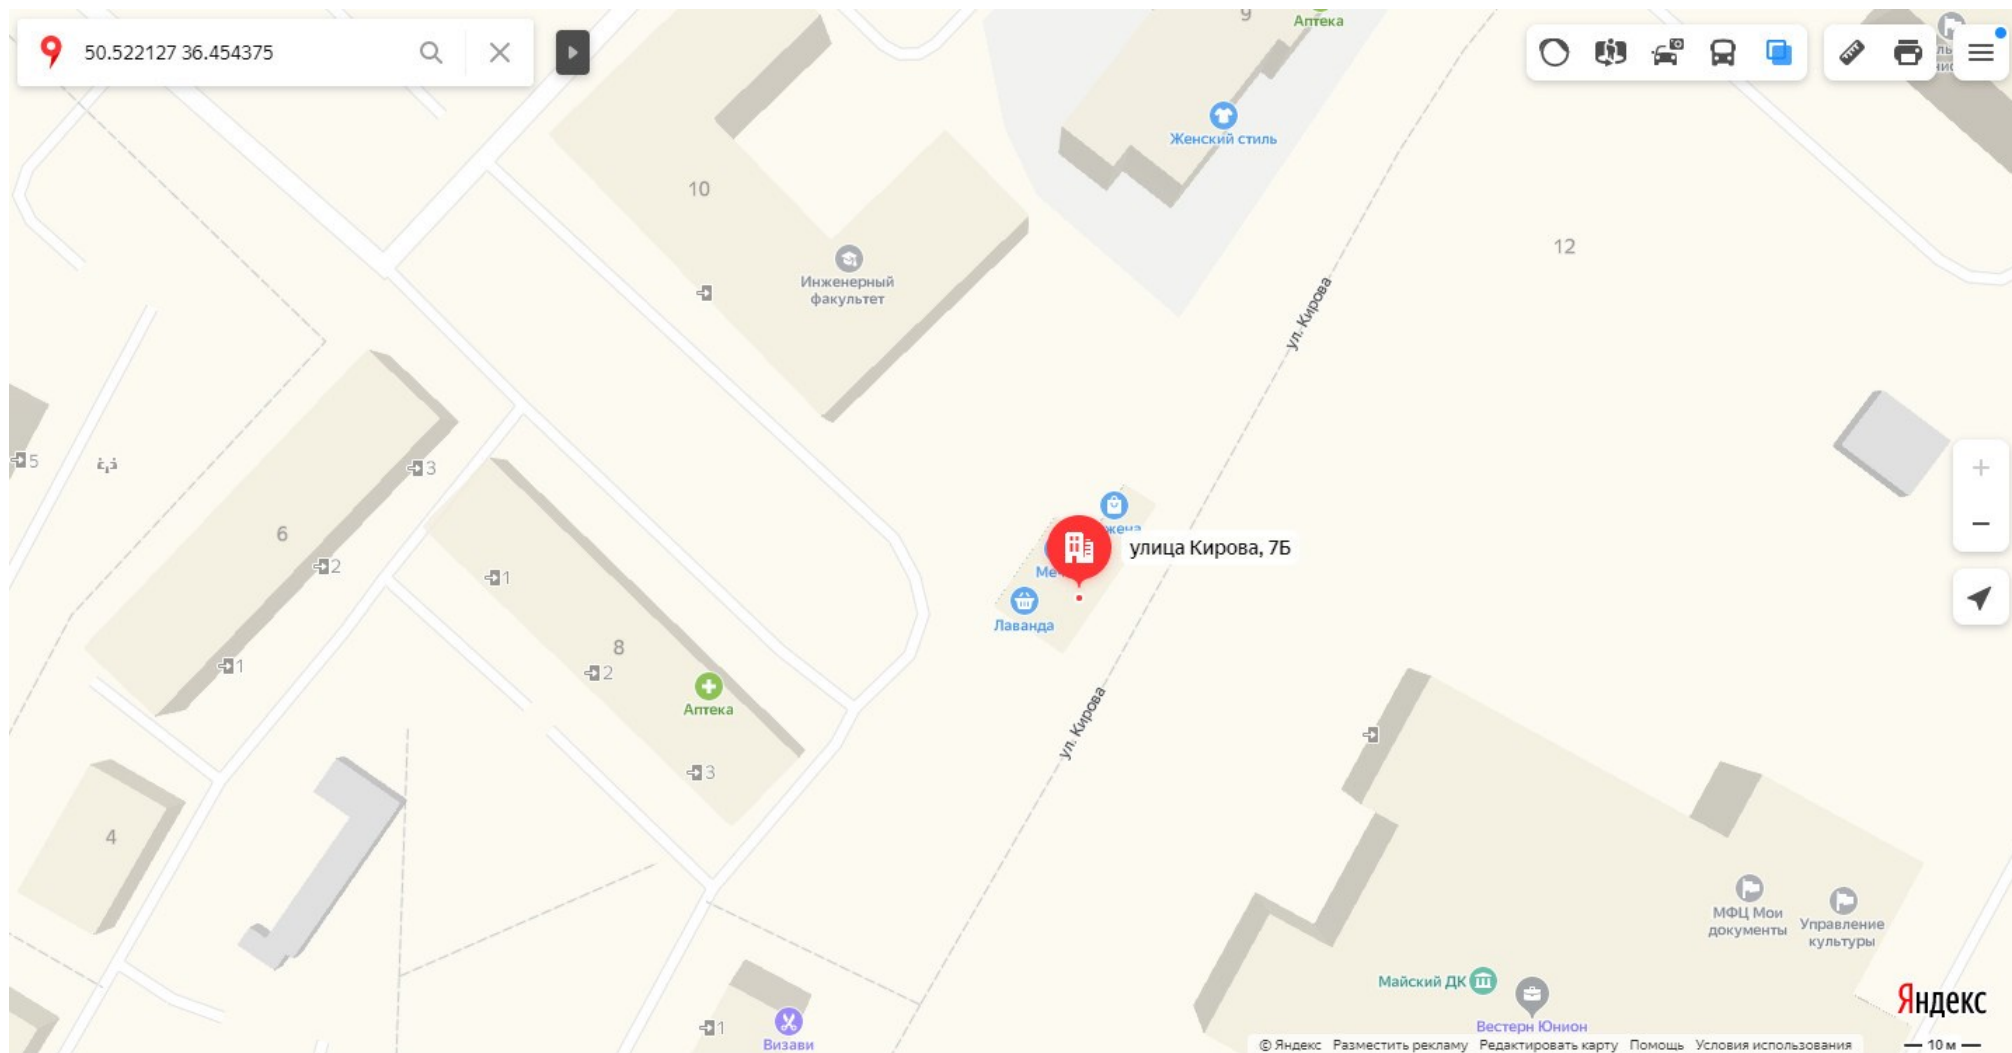 50.522127 36.454375
9
Аптека
Женский стиль
10
12
Инженерный
факультет
ул. Кирова
5
3
6
2
1
1
8
2
Аптека
3
1
4
улица Кирова, 7Б
Лаванда
ул. Кирова
МФЦ Мои
документы
Управление
культуры
Майский ДК
Вестерн Юнион
Визави
Яндекс
© Яндекс Разместить рекламу Редактировать карту Помощь Условия использования
10 м